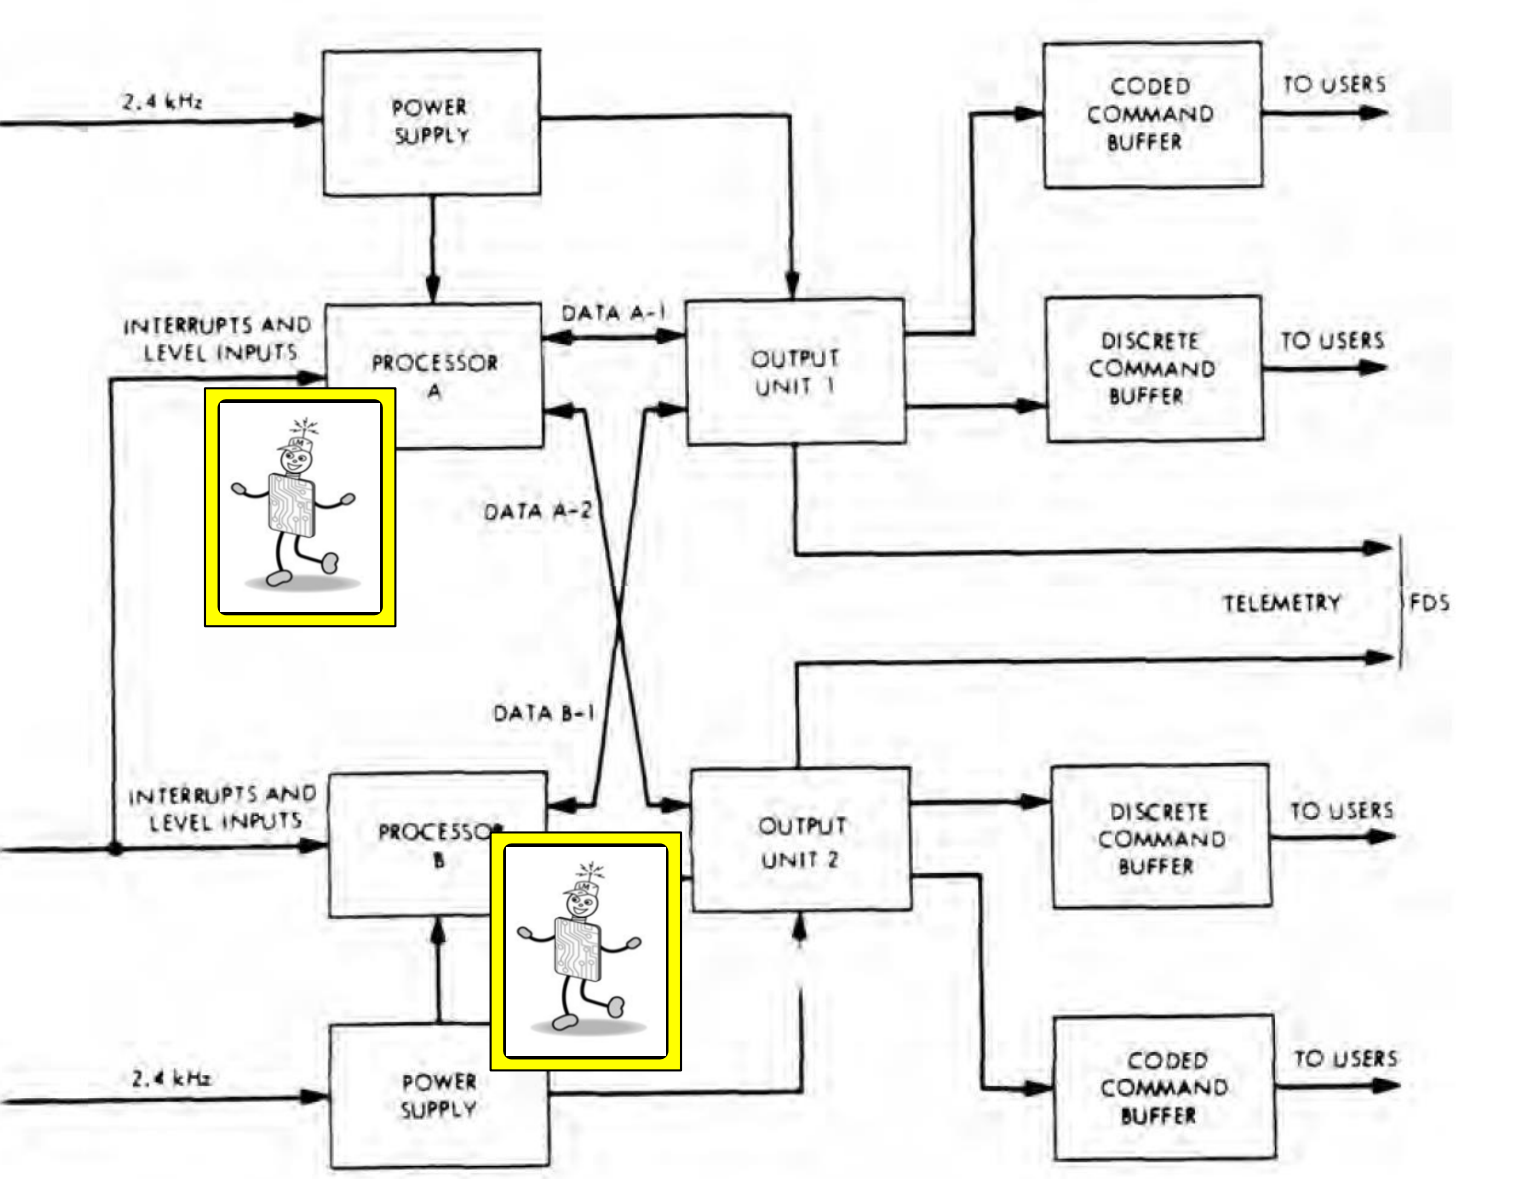 2.4 kHz
POWER
SUPPLY
CODED
COMMAND
BUFFER
TO USERS
INTERRUPTS AND
LEVEL INPUTS
PROCESSOR
A
DATA A-1
OUTPUT
UNIT 1
DISCRETE
COMMAND
BUFFER
TO USERS
DATA A-2
TELEMETRY
FDS
DATA B-1
INTERRUPTS AND
LEVEL INPUTS
PROCESSOR
B
OUTPUT
UNIT 2
DISCRETE
COMMAND
BUFFER
TO USERS
2.4 kHz
POWER
SUPPLY
CODED
COMMAND
BUFFER
TO USERS